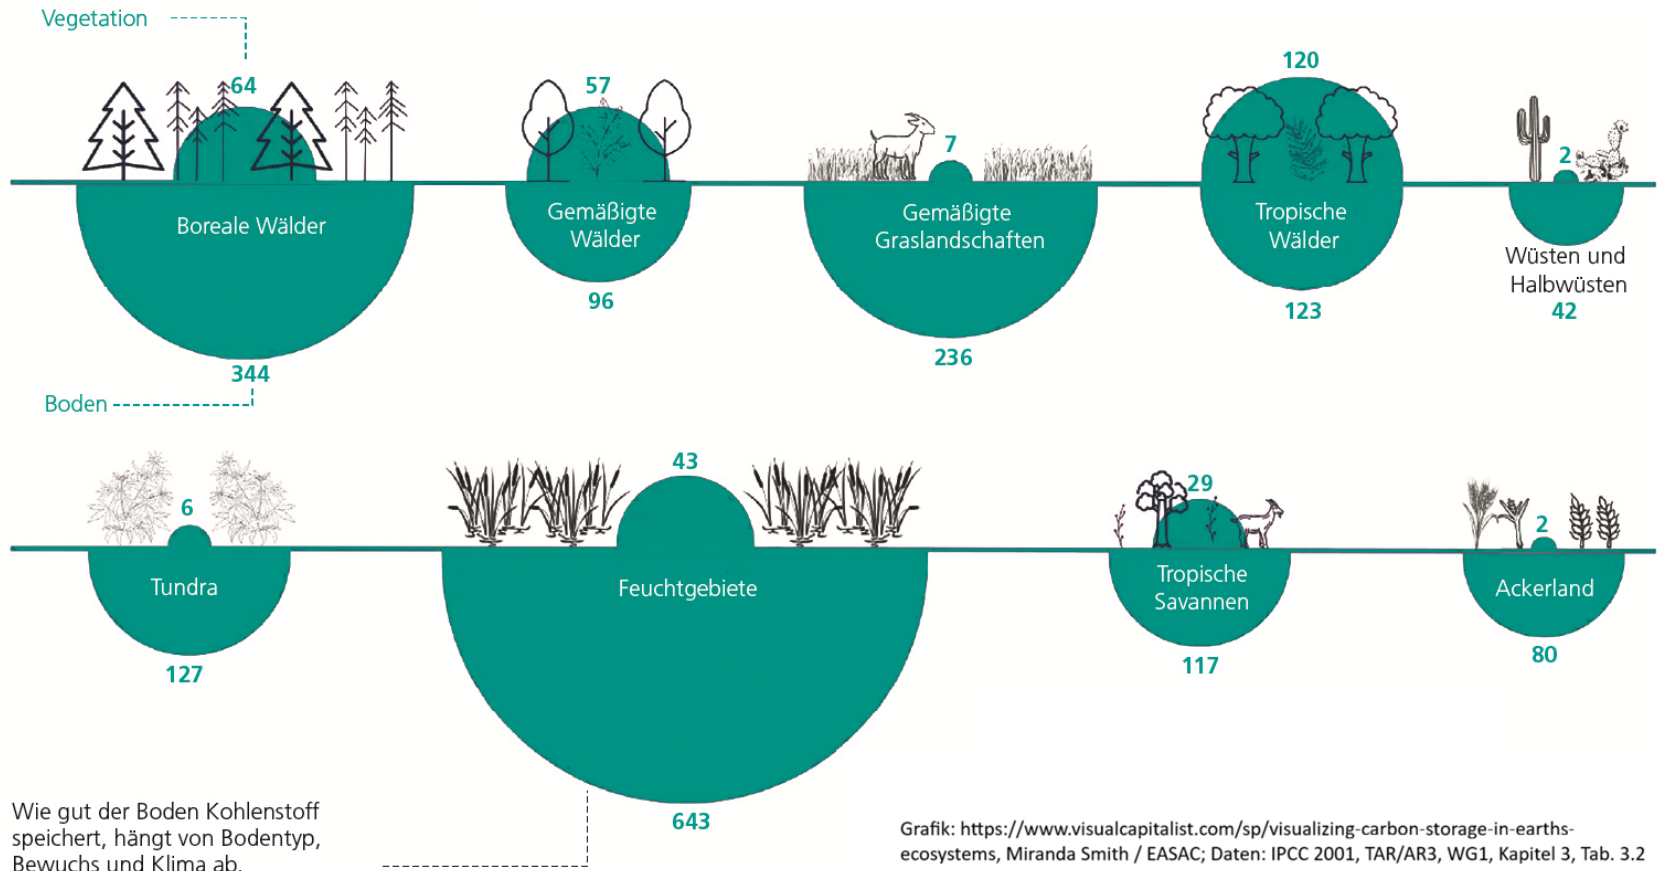 Vegetation
64
57
7
120
2
Boreale Wälder
Gemäßigte
Wälder
Gemäßigte
Graslandschaften
Tropische
Wälder
Wüsten und
Halbwüsten
344
96
236
123
42
Boden
6
43
29
2
Tundra
Feuchtgebiete
Tropische
Savannen
Ackerland
127
643
117
80
Wie gut der Boden Kohlenstoff
speichert, hängt von Bodentyp,
Bewuchs und Klima ab.
Grafik: https://www.visualcapitalist.com/sp/visualizing-carbon-storage-in-earths-
ecosystems, Miranda Smith / EASAC; Daten: IPCC 2001, TAR/AR3, WG1, Kapitel 3, Tab. 3.2